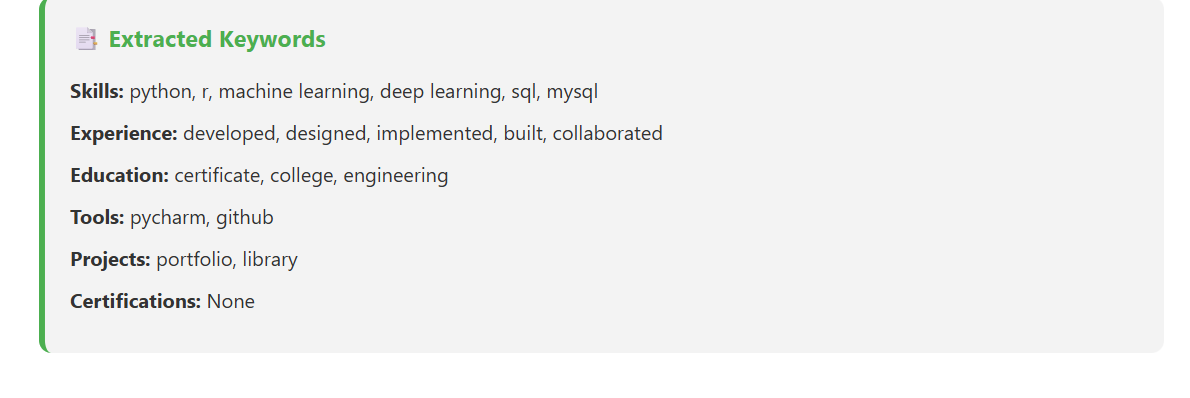 Extracted Keywords
Skills: python, r, machine learning, deep learning, sql, mysql
Experience: developed, designed, implemented, built, collaborated
Education: certificate, college, engineering
Tools: pycharm, github
Projects: portfolio, library
Certifications: None